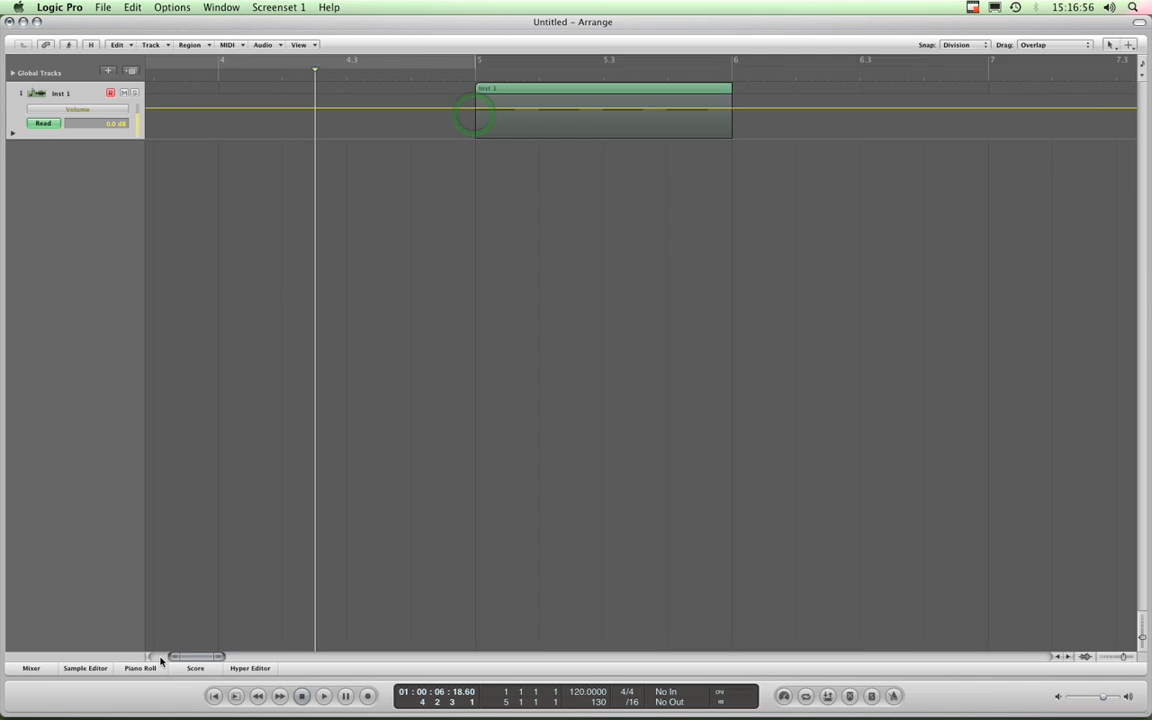 Logic Pro File Edit Options Window Screenset 1 Help 15:16:56
Untitled – Arrange
H Edit Track Region MIDI Audio View Snap: Division Drag: Overlap
Global Tracks 4 4.3 5 5.3 6 6.3 7 7.3
1 Inst 1 R M S Inst 1
Volume
Read 0.0 dB
Mixer Sample Editor Piano Roll Score Hyper Editor
01 : 00 : 06 : 18.60 1 1 1 1 120.0000 4/4 No In CPU
4 2 3 1 5 1 1 1 130 /16 No Out HD